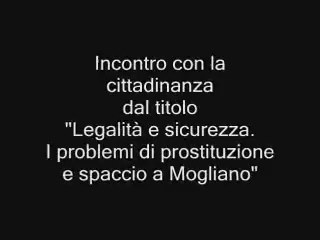 Incontro con la
cittadinanza
dal titolo
"Legalità e sicurezza.
I problemi di prostituzione
e spaccio a Mogliano"